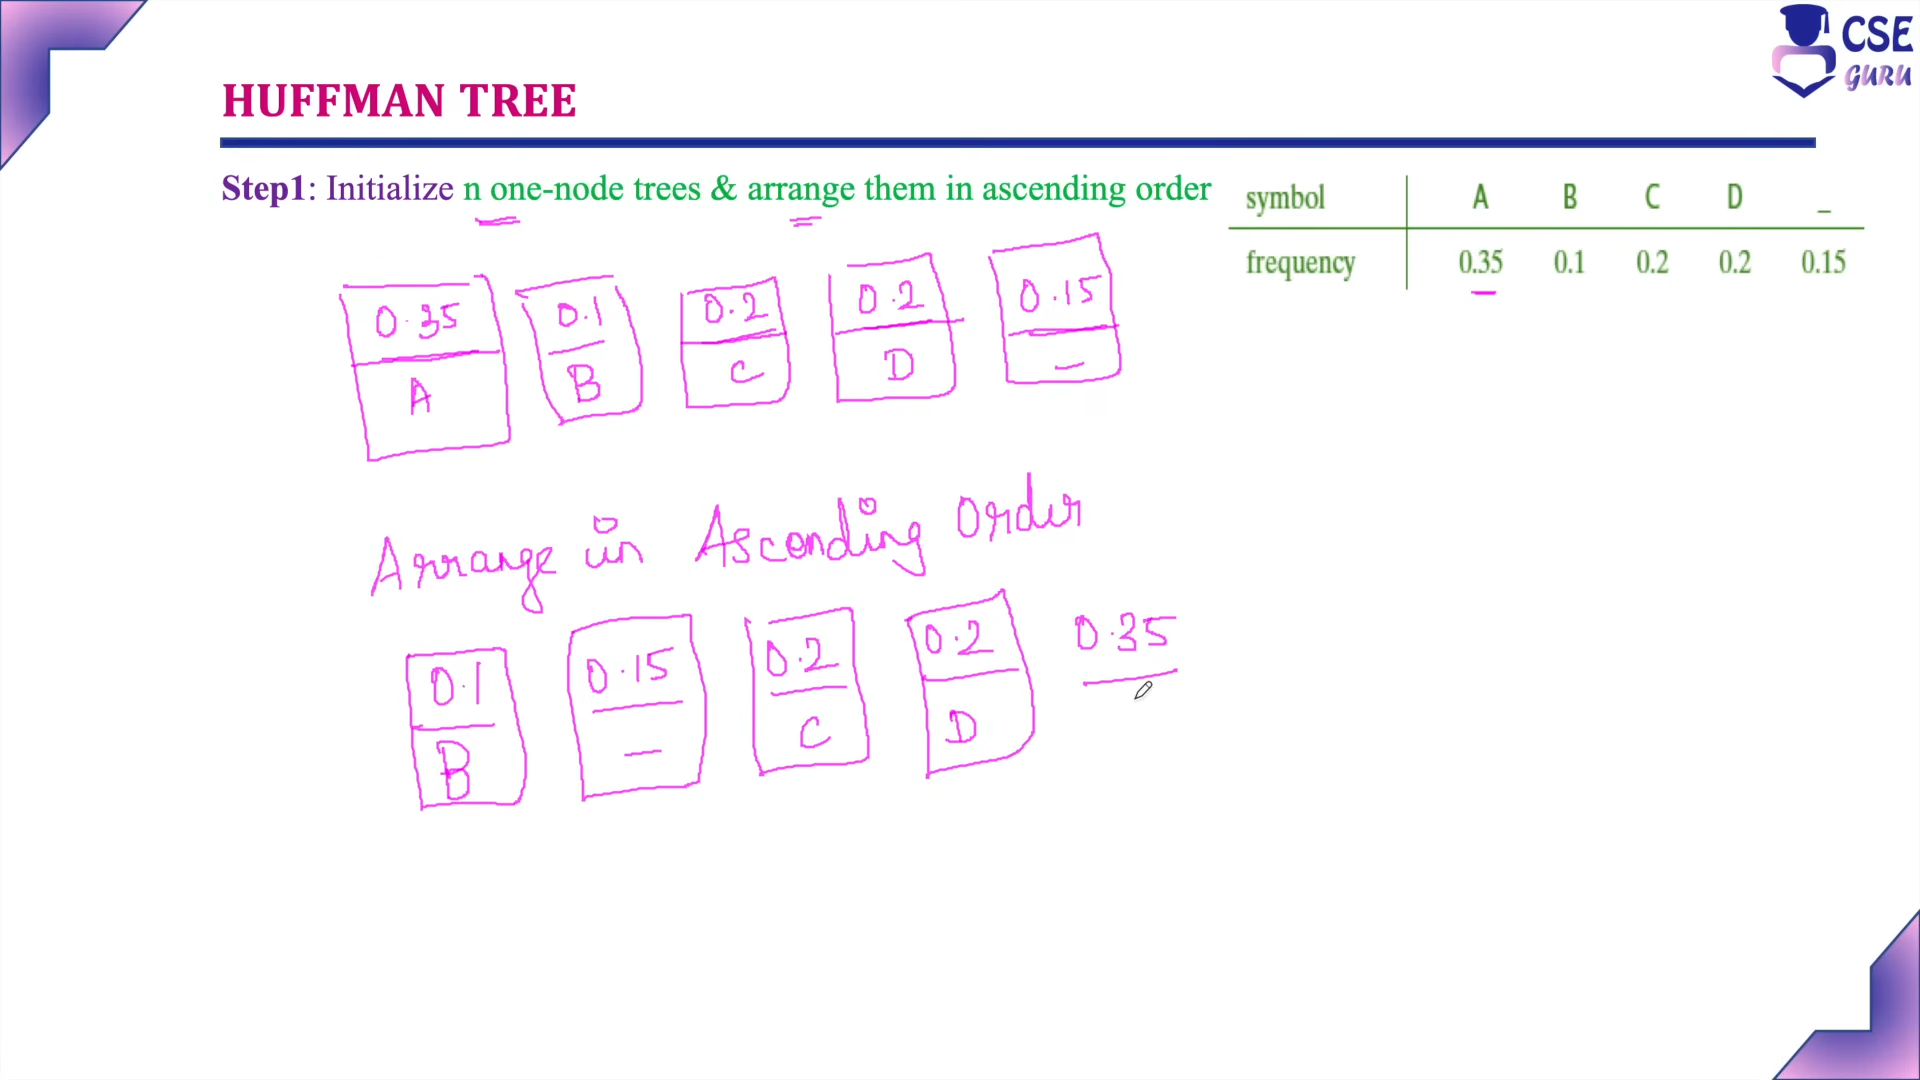 CSE
GURU
HUFFMAN TREE
Step1: Initialize n one-node trees & arrange them in ascending order
symbol A B C D _
frequency 0.35 0.1 0.2 0.2 0.15
0.35 0.1 0.2 0.2 0.15
A B C D _
Arrange in Ascending Order
0.1 0.15 0.2 0.2 0.35
B _ C D